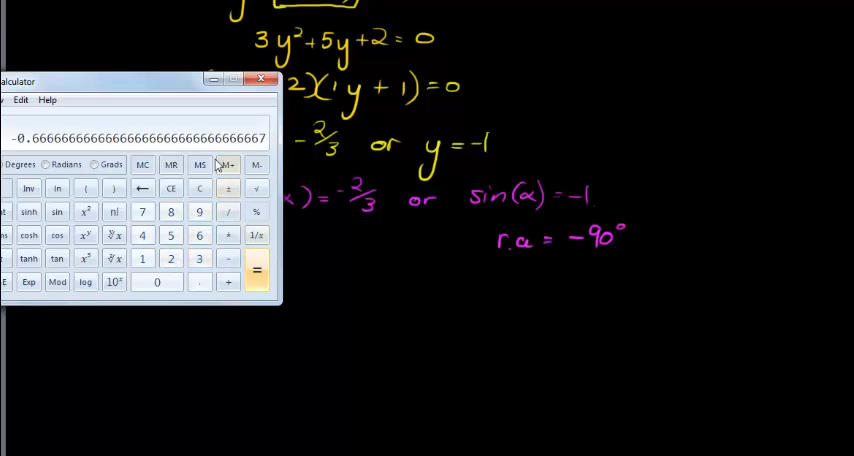 3y²+5y+2=0
2)(1y+1)=0
-2/3 or y=-1
α)=-2/3 or sin(α)=-1.
r.a=-90°
alculator
Edit Help
-0.66666666666666666666666666666667
Degrees Radians Grads MC MR MS M+ M-
Inv ln ( ) ← CE C ± √
sinh sin x² n! 7 8 9 / %
cosh cos xʸ ʸ√x 4 5 6 * 1/x
tanh tan x³ ³√x 1 2 3 - =
Exp Mod log 10ˣ 0 . +